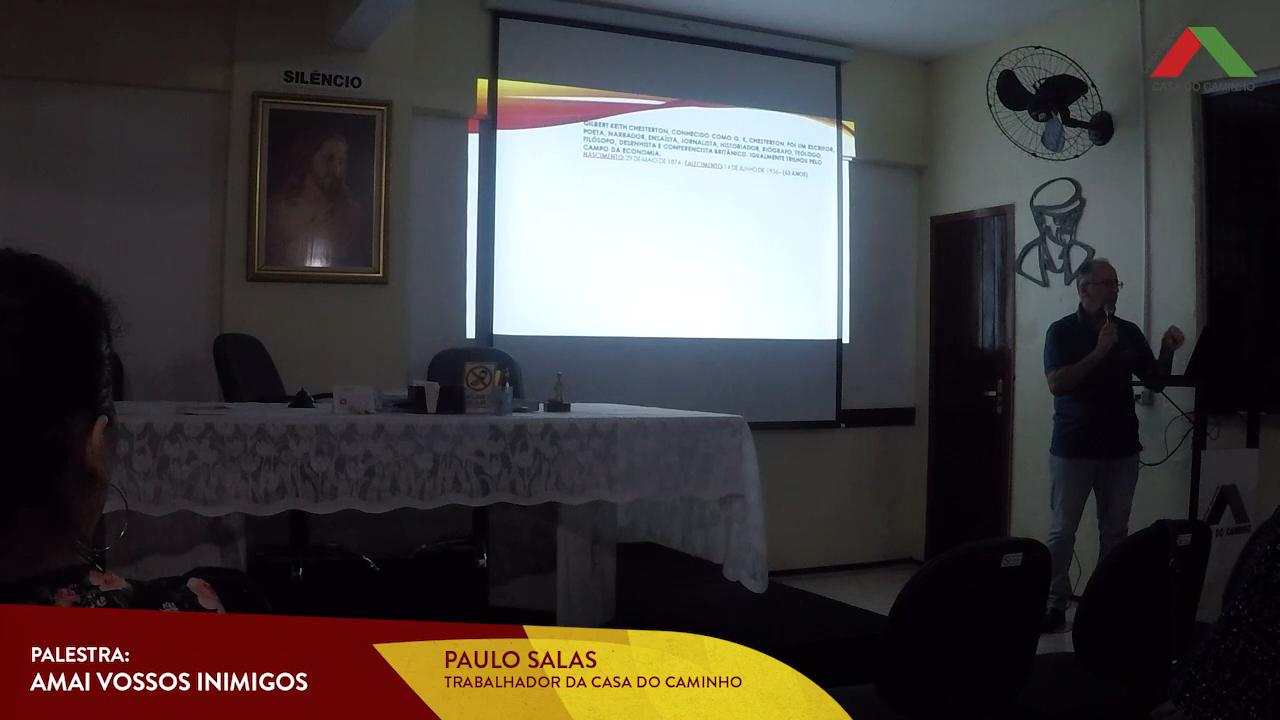 SILÊNCIO
CASA DO CAMINHO
GILBERT KEITH CHESTERTON, CONHECIDO COMO G. K. CHESTERTON, FOI UM ESCRITOR,
POETA, NARRADOR, ENSAÍSTA, JORNALISTA, HISTORIADOR, BIÓGRAFO, TEÓLOGO,
FILÓSOFO, DESENHISTA E CONFERENCISTA BRITÂNICO. IGUALMENTE TRILHOU PELO
CAMPO DA ECONOMIA.
NASCIMENTO: 29 DE MAIO DE 1874 - FALECIMENTO: 14 DE JUNHO DE 1936 -
DO CAMINHO
PALESTRA:
AMAI VOSSOS INIMIGOS
PAULO SALAS
TRABALHADOR DA CASA DO CAMINHO